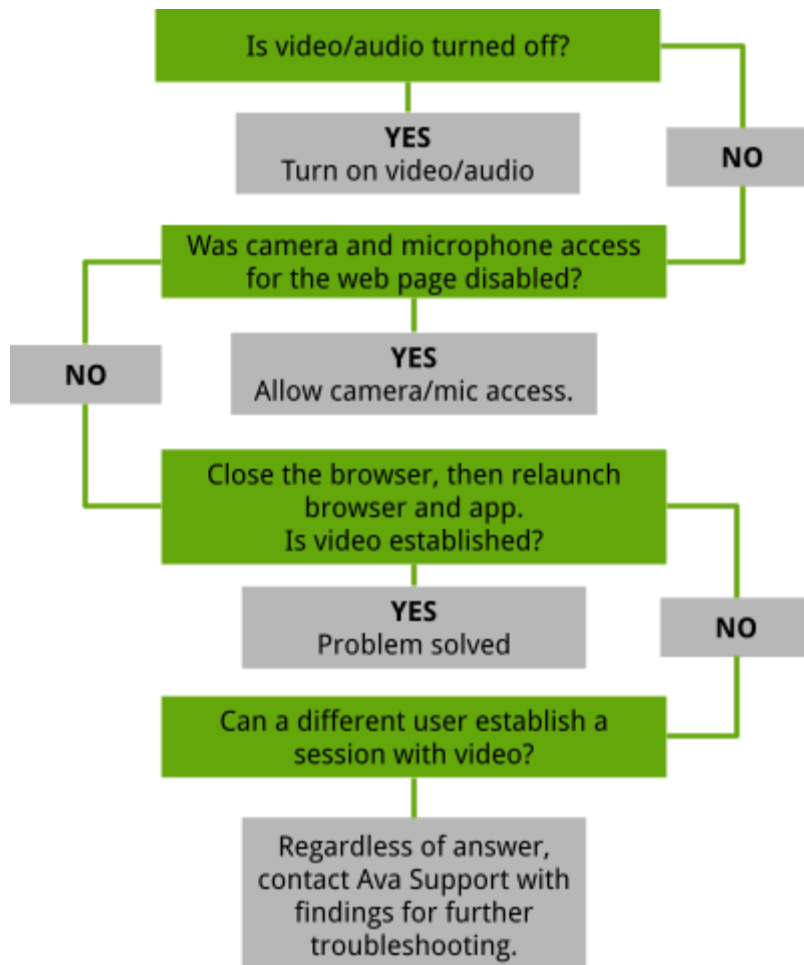 Is video/audio turned off?
YES
Turn on video/audio
NO
Was camera and microphone access
for the web page disabled?
YES
Allow camera/mic access.
NO
Close the browser, then relaunch
browser and app.
Is video established?
YES
Problem solved
NO
Can a different user establish a
session with video?
Regardless of answer,
contact Ava Support with
findings for further
troubleshooting.